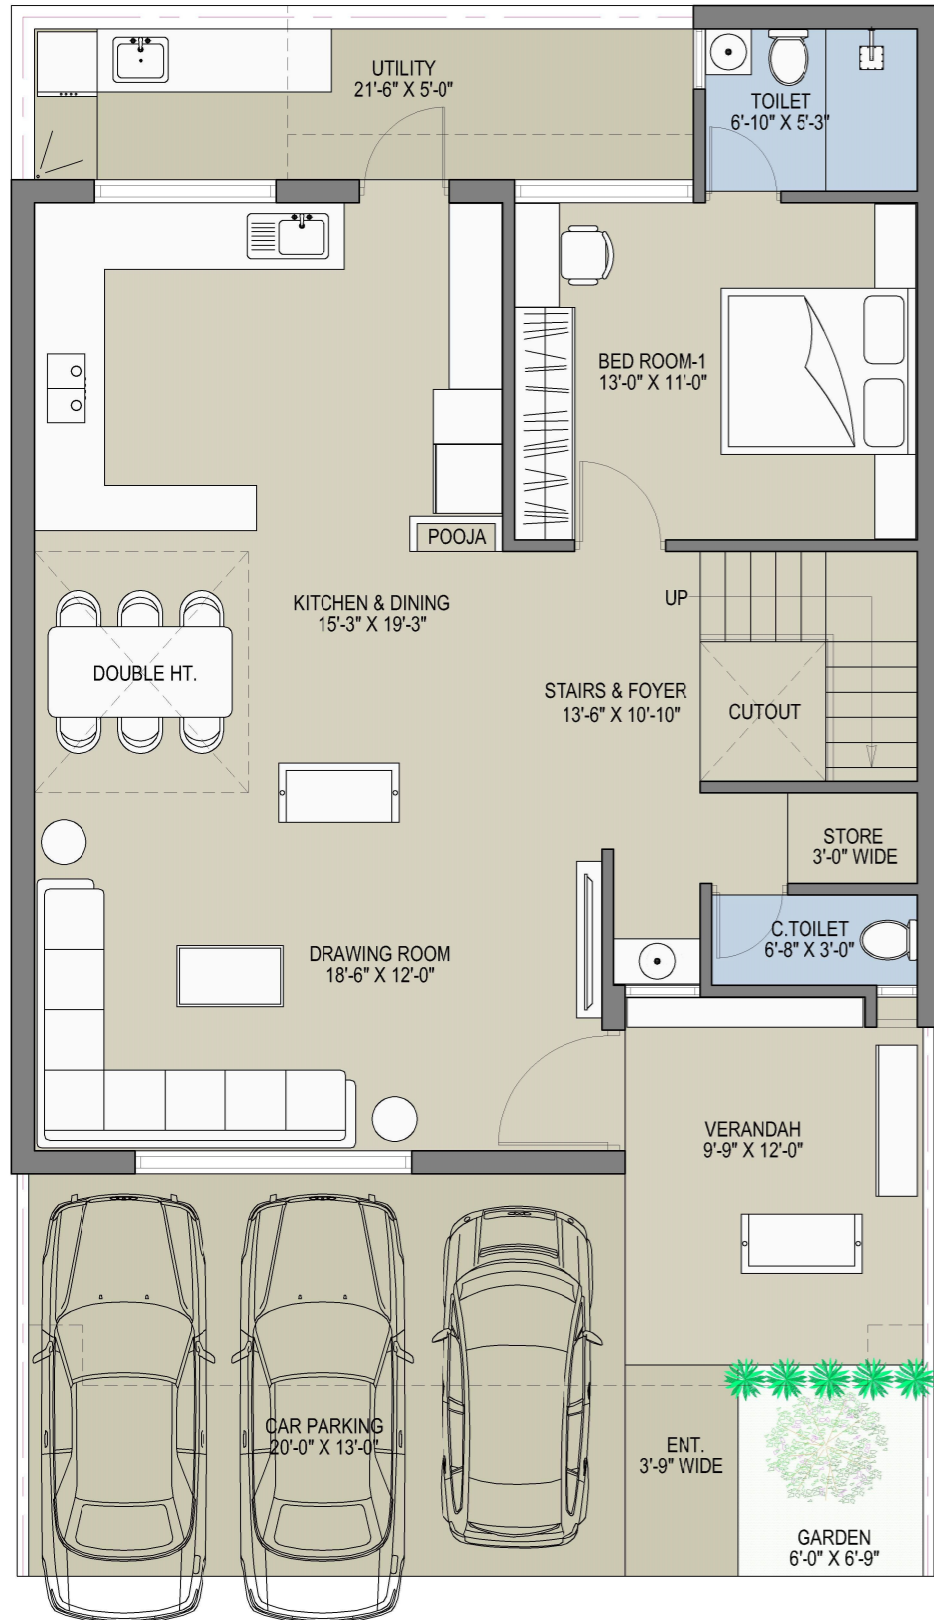 UTILITY
21'-6" X 5'-0"
TOILET
6'-10" X 5'-3"
BED ROOM-1
13'-0" X 11'-0"
POOJA
KITCHEN & DINING
15'-3" X 19'-3"
UP
DOUBLE HT.
STAIRS & FOYER
13'-6" X 10'-10"
CUTOUT
STORE
3'-0" WIDE
C.TOILET
6'-8" X 3'-0"
DRAWING ROOM
18'-6" X 12'-0"
VERANDAH
9'-9" X 12'-0"
CAR PARKING
20'-0" X 13'-0"
ENT.
3'-9" WIDE
GARDEN
6'-0" X 6'-9"